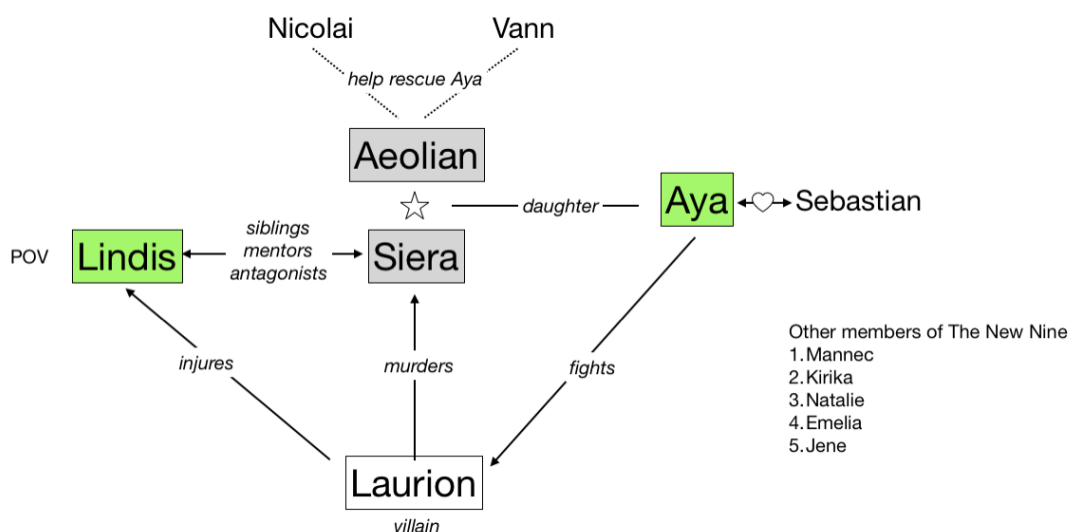 Nicolai
Vann
help rescue Aya
Aeolian
Aya
Sebastian
daughter
siblings
mentors
antagonists
POV
Lindis
Siera
Other members of The New Nine
1.Mannec
2.Kirika
3.Natalie
4.Emelia
5.Jene
injures
murders
fights
Laurion
villain